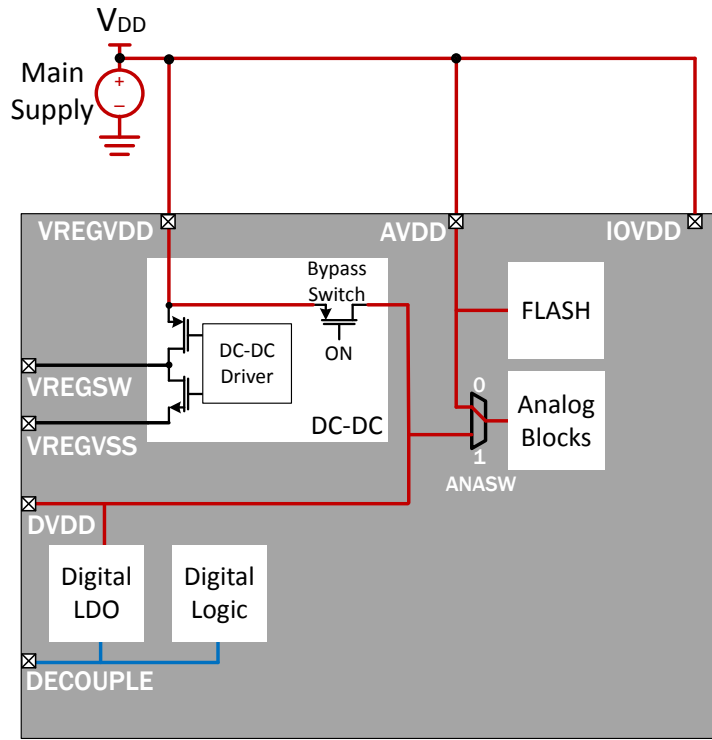 VDD
Main
Supply
+
–
VREGVDD
AVDD
IOVDD
Bypass
Switch
FLASH
DC-DC
Driver
ON
VREGSW
0
Analog
Blocks
VREGVSS
DC-DC
1
ANASW
DVDD
Digital
LDO
Digital
Logic
DECOUPLE